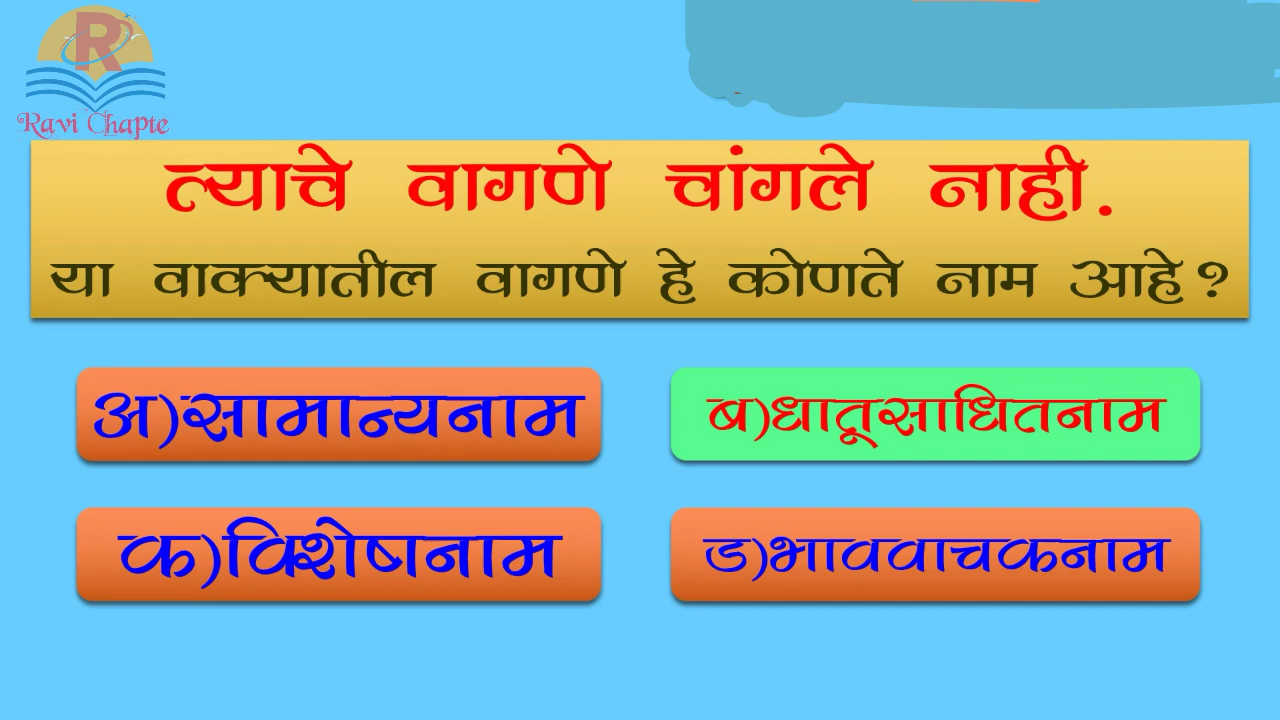 R
Ravi Chapte
त्याचे वागणे चांगले नाही.
या वाक्यातील वागणे हे कोणते नाम आहे?
अ)सामान्यनाम
ब)धातूसाधितनाम
क)विशेषनाम
ड)भाववाचकनाम